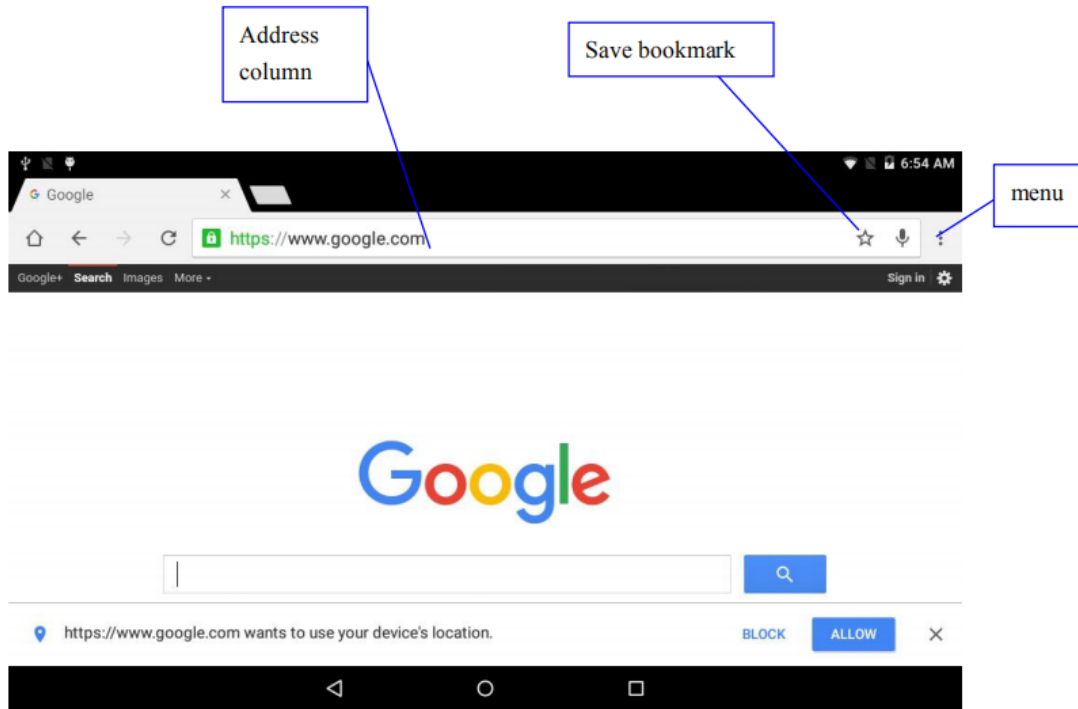 Address
column
Save bookmark
6:54 AM
Google
menu
https://www.google.com
Google+ Search Images More
Sign in
Google
https://www.google.com wants to use your device's location.
BLOCK
ALLOW